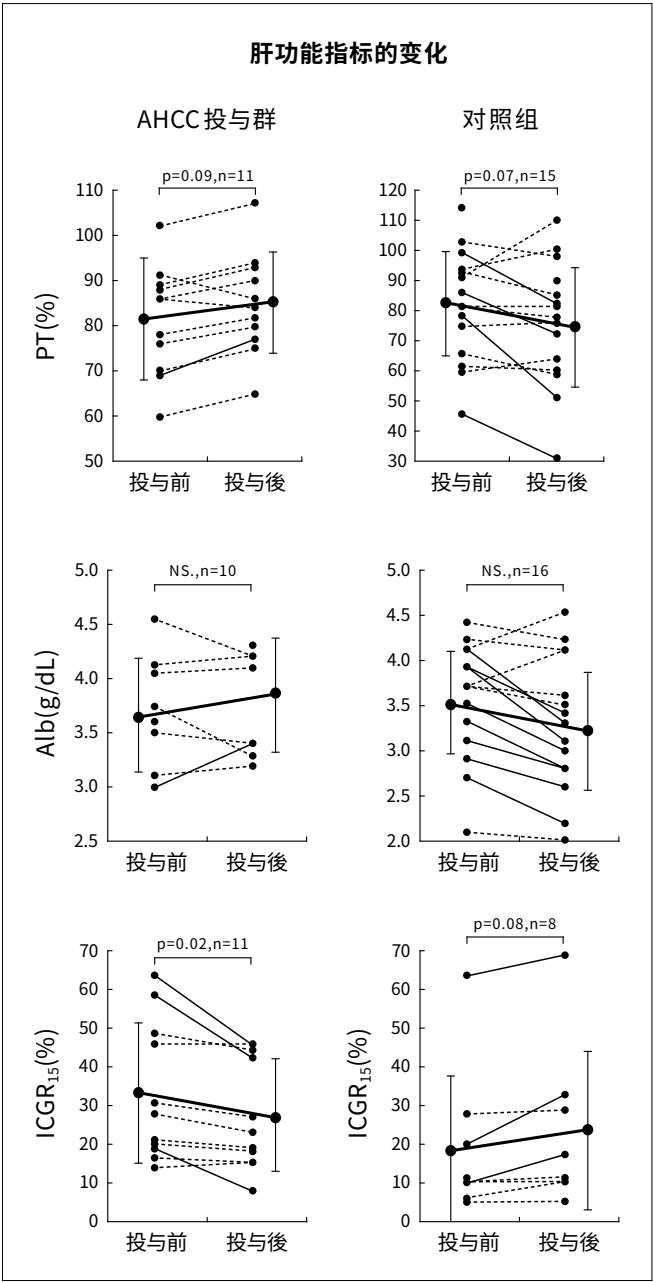 肝功能指标的变化
AHCC投与群
对照组
p=0.09,n=11
PT(%)
110
100
90
80
70
60
50
投与前
投与後
p=0.07,n=15
120
110
100
90
80
70
60
50
40
30
投与前
投与後
NS.,n=10
Alb(g/dL)
5.0
4.5
4.0
3.5
3.0
2.5
投与前
投与後
NS.,n=16
5.0
4.5
4.0
3.5
3.0
2.5
2.0
投与前
投与後
p=0.02,n=11
ICGR15(%)
70
60
50
40
30
20
10
0
投与前
投与後
p=0.08,n=8
ICGR15(%)
70
60
50
40
30
20
10
0
投与前
投与後